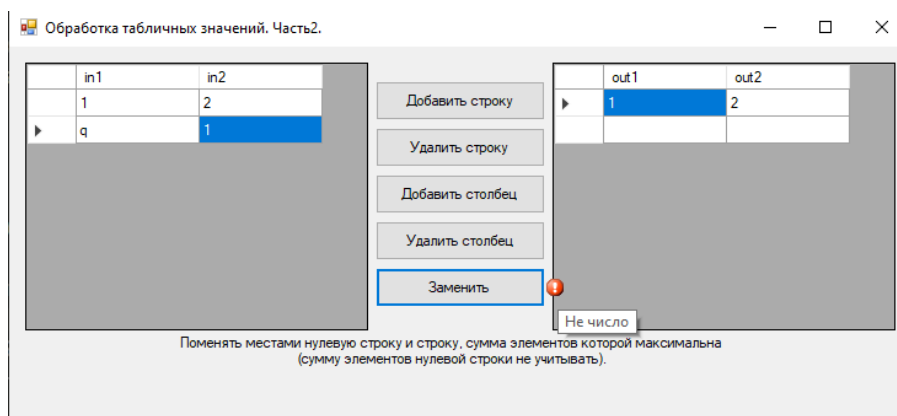 Обработка табличных значений. Часть2.
in1 in2
1 2
q 1
Добавить строку
Удалить строку
Добавить столбец
Удалить столбец
Заменить
out1 out2
1 2
Не число
Поменять местами нулевую строку и строку, сумма элементов которой максимальна
(сумму элементов нулевой строки не учитывать).